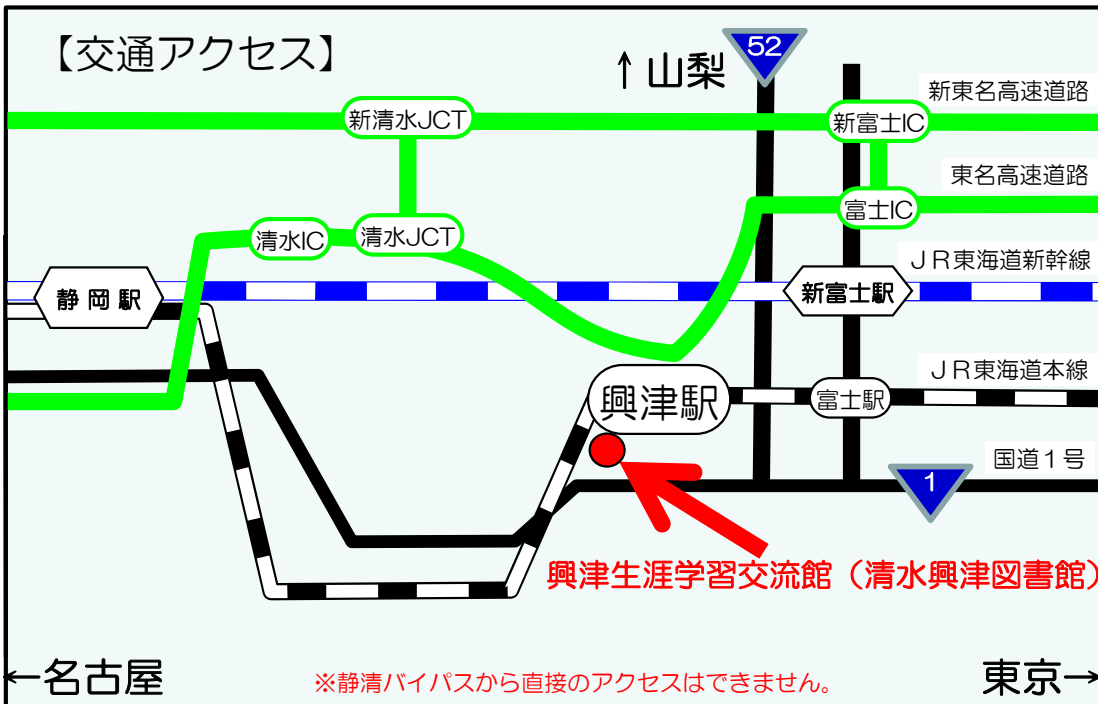 【交通アクセス】
↑山梨
52
新東名高速道路
新清水JCT
新富士IC
東名高速道路
富士IC
清水IC
清水JCT
ＪＲ東海道新幹線
静岡駅
新富士駅
ＪＲ東海道本線
興津駅
富士駅
国道１号
1
興津生涯学習交流館（清水興津図書館）
←名古屋
※静清バイパスから直接のアクセスはできません。
東京→